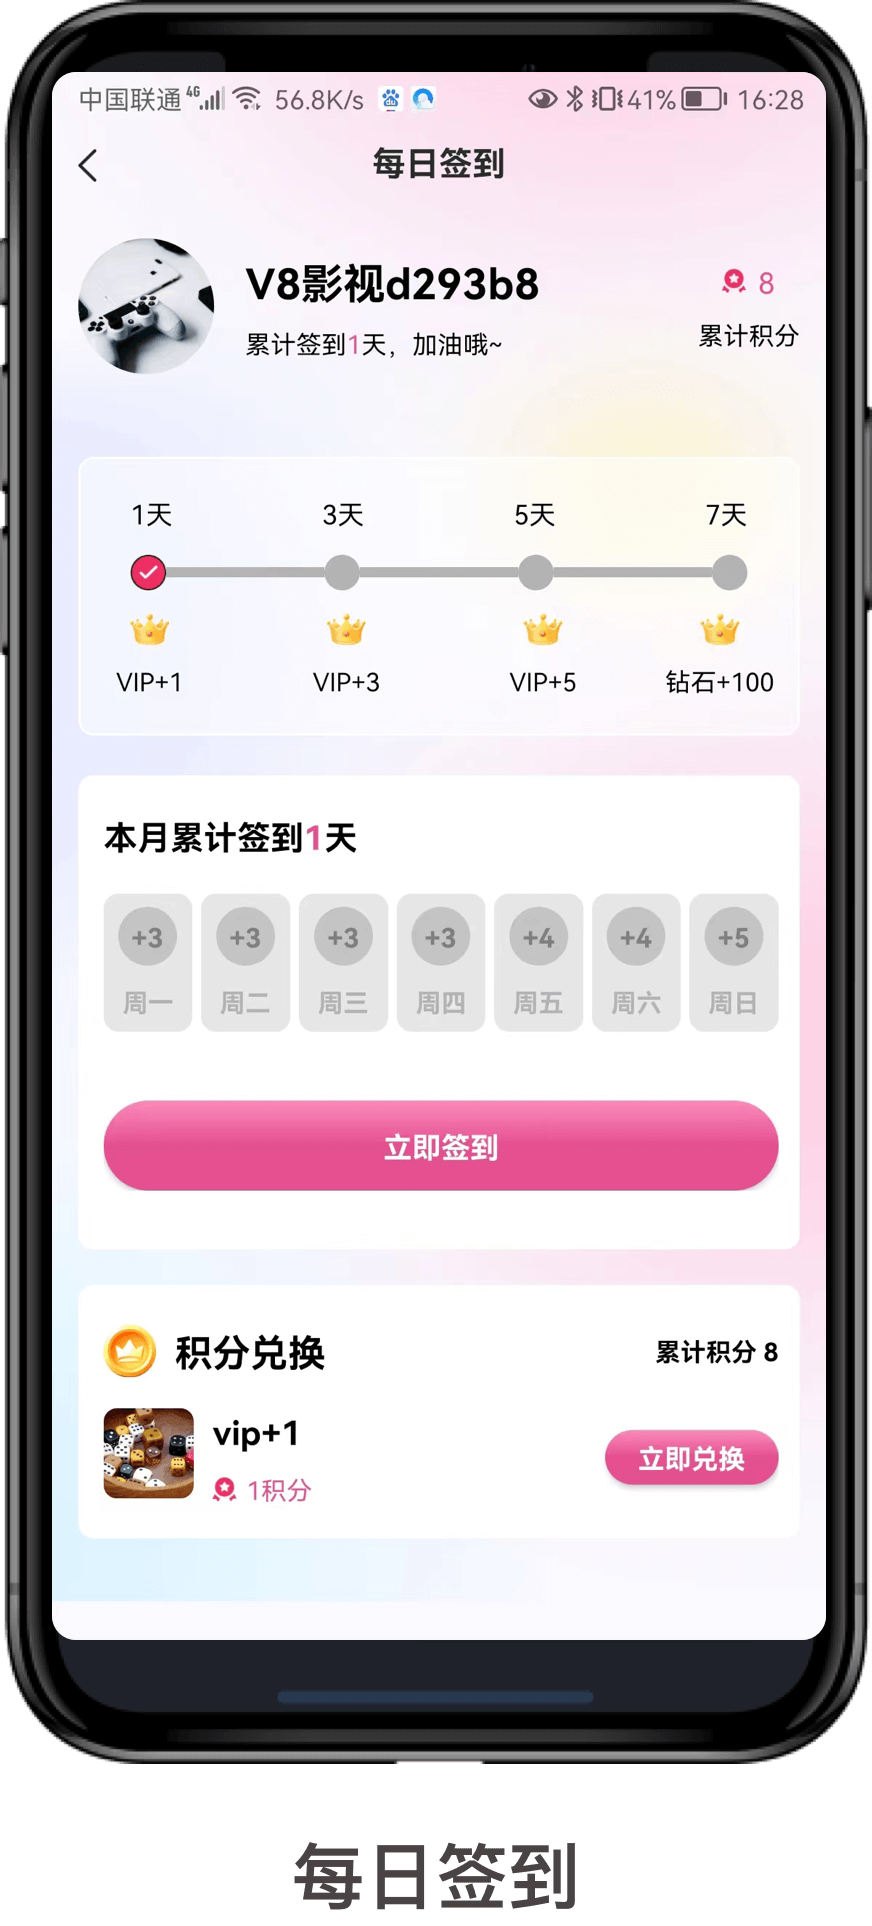 中国联通 4G 56.8K/s 41% 16:28
每日签到
V8影视d293b8
8
累计签到1天，加油哦~
累计积分
1天 3天 5天 7天
VIP+1 VIP+3 VIP+5 钻石+100
本月累计签到1天
+3 +3 +3 +3 +4 +4 +5
周一 周二 周三 周四 周五 周六 周日
立即签到
积分兑换 累计积分 8
vip+1
立即兑换
1积分
每日签到